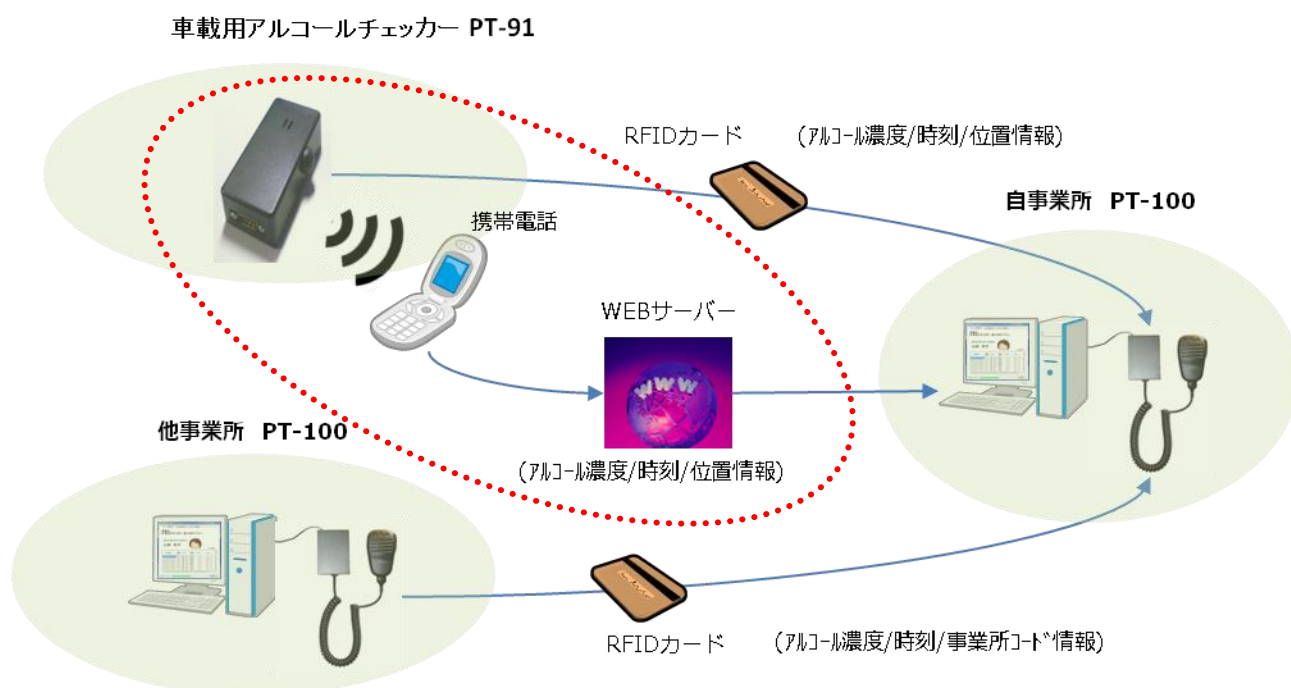 車載用アルコールチェッカー PT-91
RFIDカード
(ｱﾙｺｰﾙ濃度/時刻/位置情報)
自事業所 PT-100
携帯電話
WEBサーバー
WWW
他事業所 PT-100
(ｱﾙｺｰﾙ濃度/時刻/位置情報)
RFIDカード
(ｱﾙｺｰﾙ濃度/時刻/事業所ｺｰﾄﾞ情報)